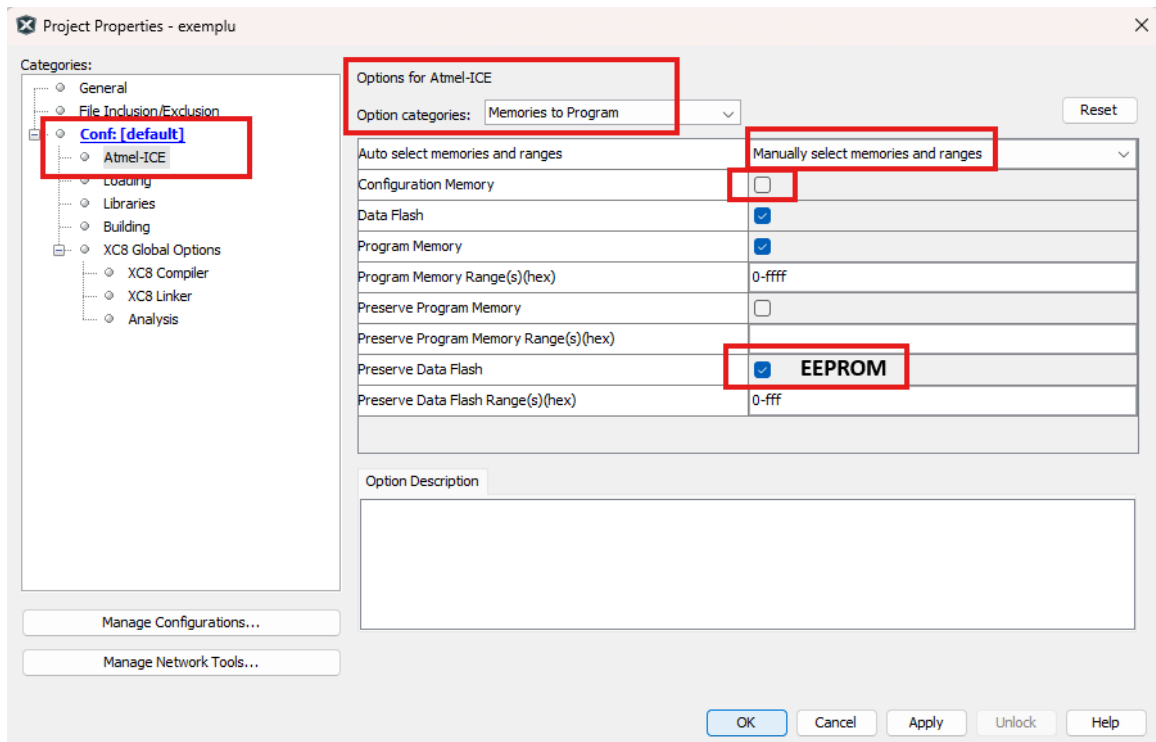 Project Properties - exemplu
Categories:
General
File Inclusion/Exclusion
Conf: [default]
Atmel-ICE
Loading
Libraries
Building
XC8 Global Options
XC8 Compiler
XC8 Linker
Analysis
Manage Configurations...
Manage Network Tools...
Options for Atmel-ICE
Option categories: Memories to Program
Reset
Auto select memories and ranges Manually select memories and ranges
Configuration Memory
Data Flash
Program Memory
Program Memory Range(s)(hex) 0-ffff
Preserve Program Memory
Preserve Program Memory Range(s)(hex)
Preserve Data Flash EEPROM
Preserve Data Flash Range(s)(hex) 0-fff
Option Description
OK Cancel Apply Unlock Help